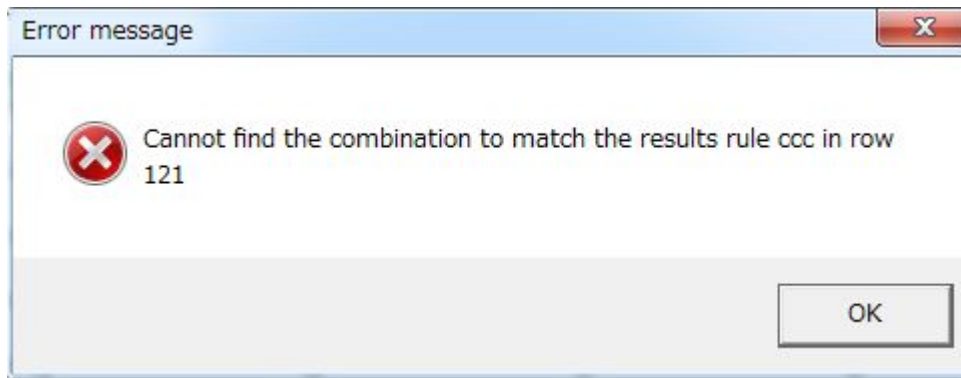 Error message
Cannot find the combination to match the results rule ccc in row
121
OK